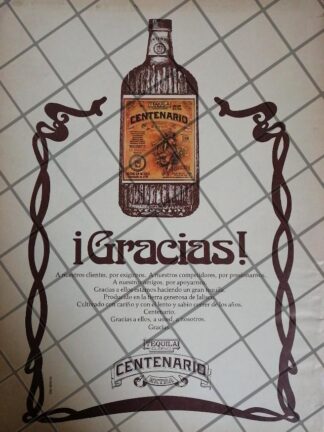 TEQUILA
CENTENARIO
¡Gracias!
A nuestros clientes, por exigirnos. A nuestros competidores, por presionarnos.
A nuestros amigos, por apoyarnos.
Gracias a ellos estamos haciendo un gran tequila.
Producido en la tierra generosa de Jalisco.
Cultivado con cariño y con el lento y sabio correr de los años.
Centenario.
Gracias a ellos, a usted, a nosotros.
Gracias.
TEQUILA
CENTENARIO